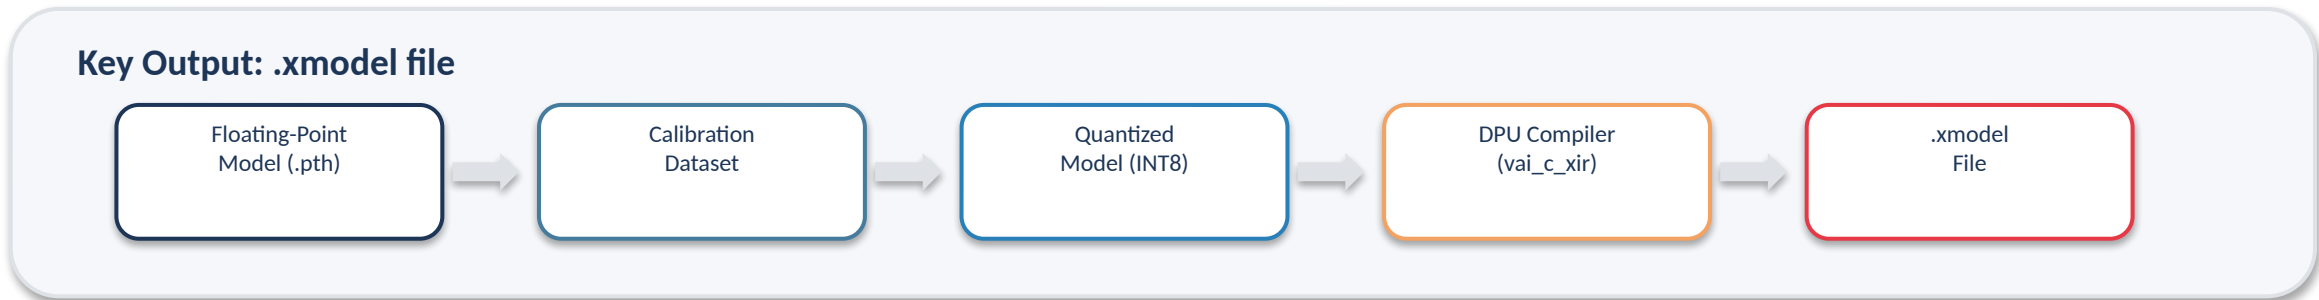 Key Output: .xmodel file
Floating-Point
Model (.pth)
Calibration
Dataset
Quantized
Model (INT8)
DPU Compiler
(vai_c_xir)
.xmodel
File